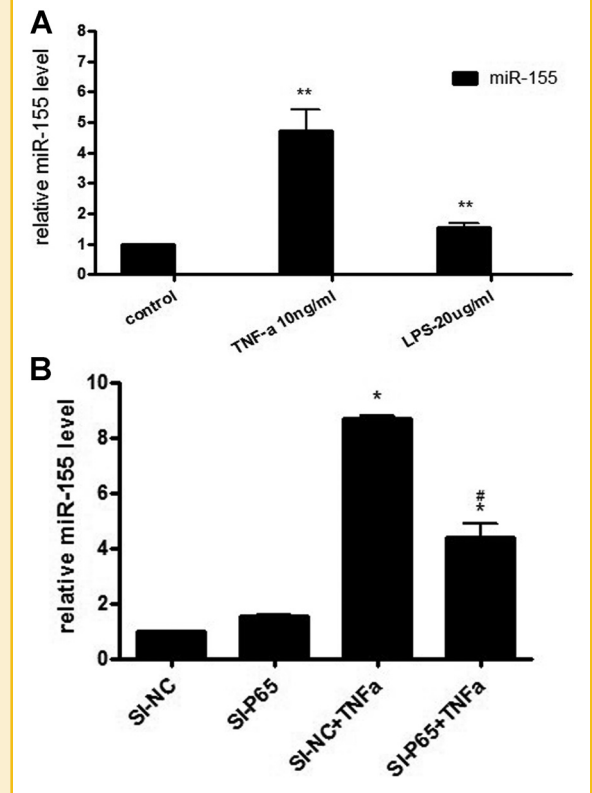 A
relative miR-155 level
8
7
6
5
4
3
2
1
0
**
**
miR-155
control
TNF-a 10ng/ml
LPS-20ug/ml
B
relative miR-155 level
10
8
6
4
2
0
*
#
*
SI-NC
SI-P65
SI-NC+TNFa
SI-P65+TNFa